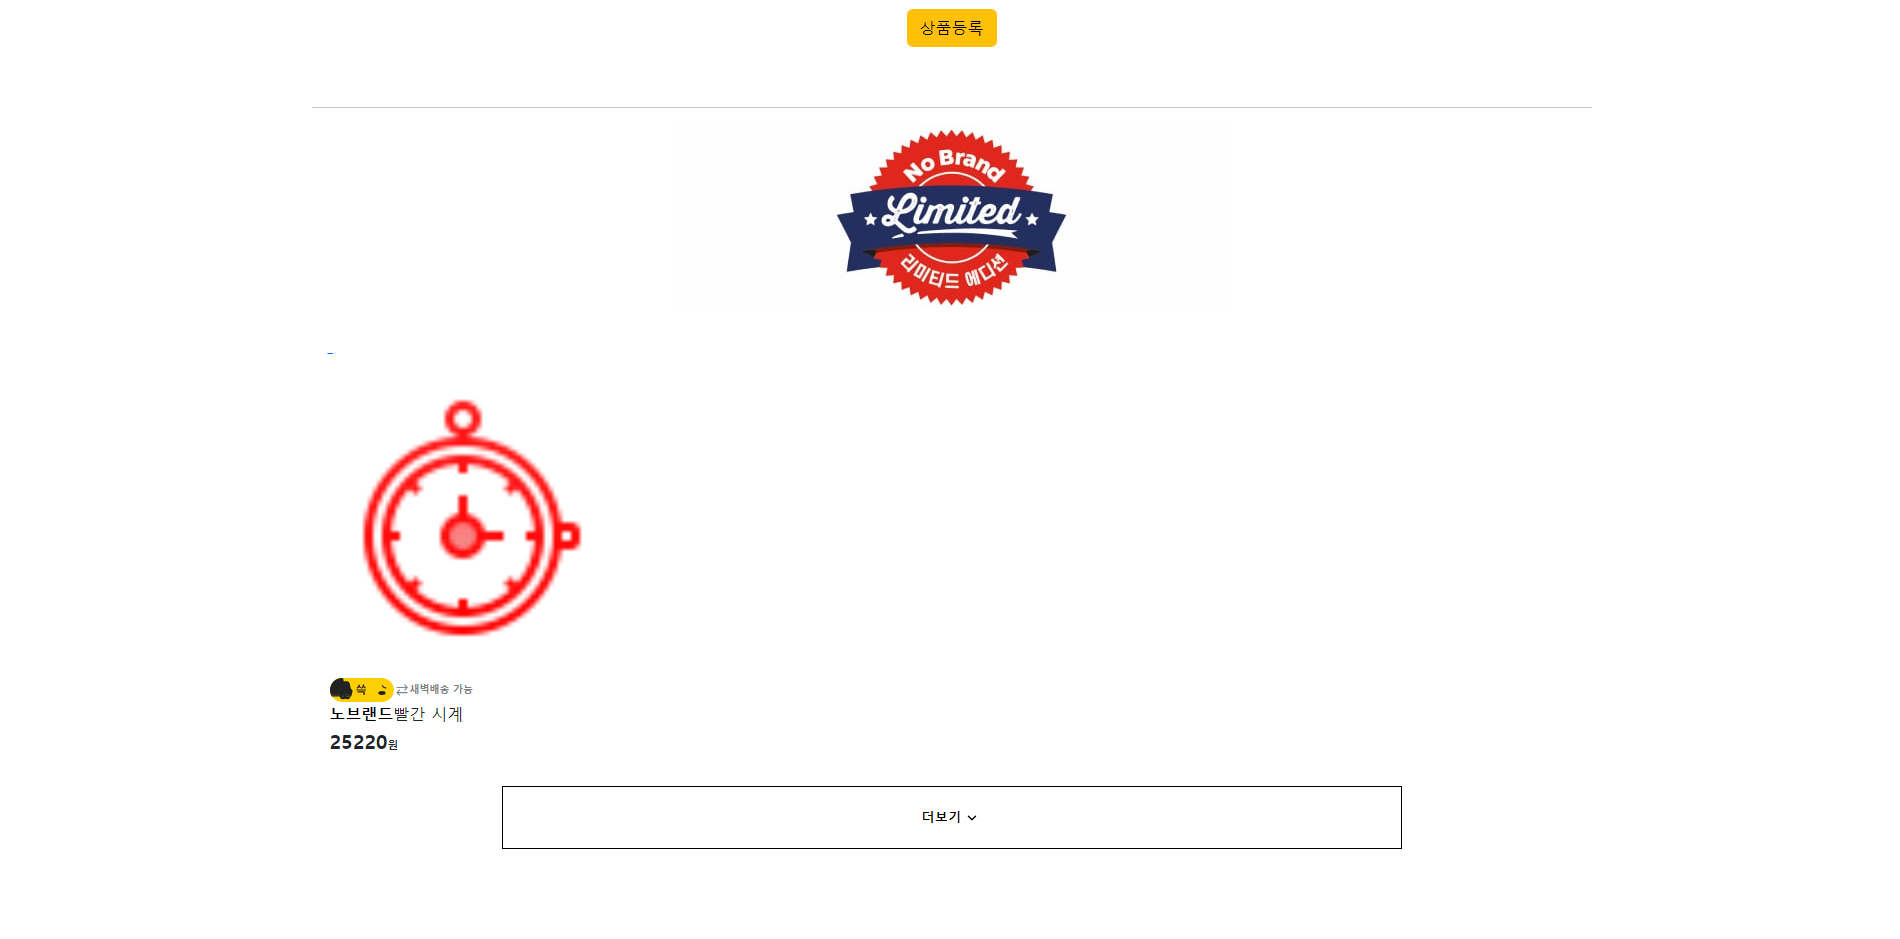 상품등록
No Brand
Limited
리미티드 에디션
쓱
새벽배송 가능
노브랜드빨간 시계
25220원
더보기